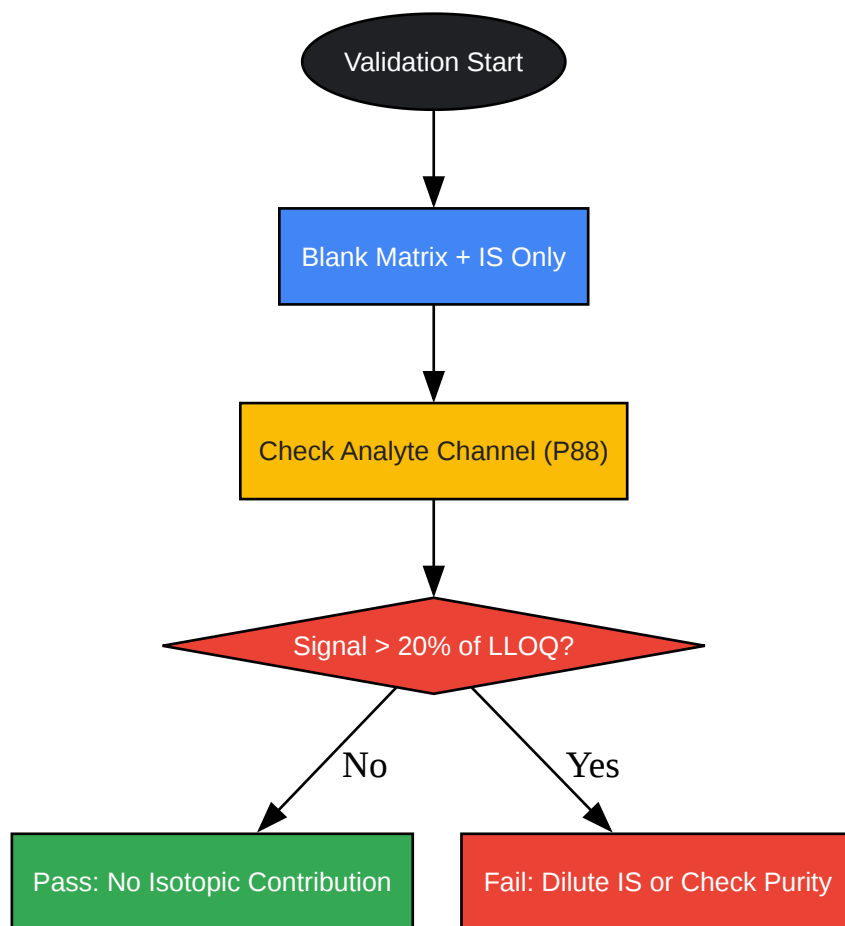 Validation Start
Blank Matrix + IS Only
Check Analyte Channel (P88)
Signal > 20% of LLOQ?
No
Yes
Pass: No Isotopic Contribution
Fail: Dilute IS or Check Purity